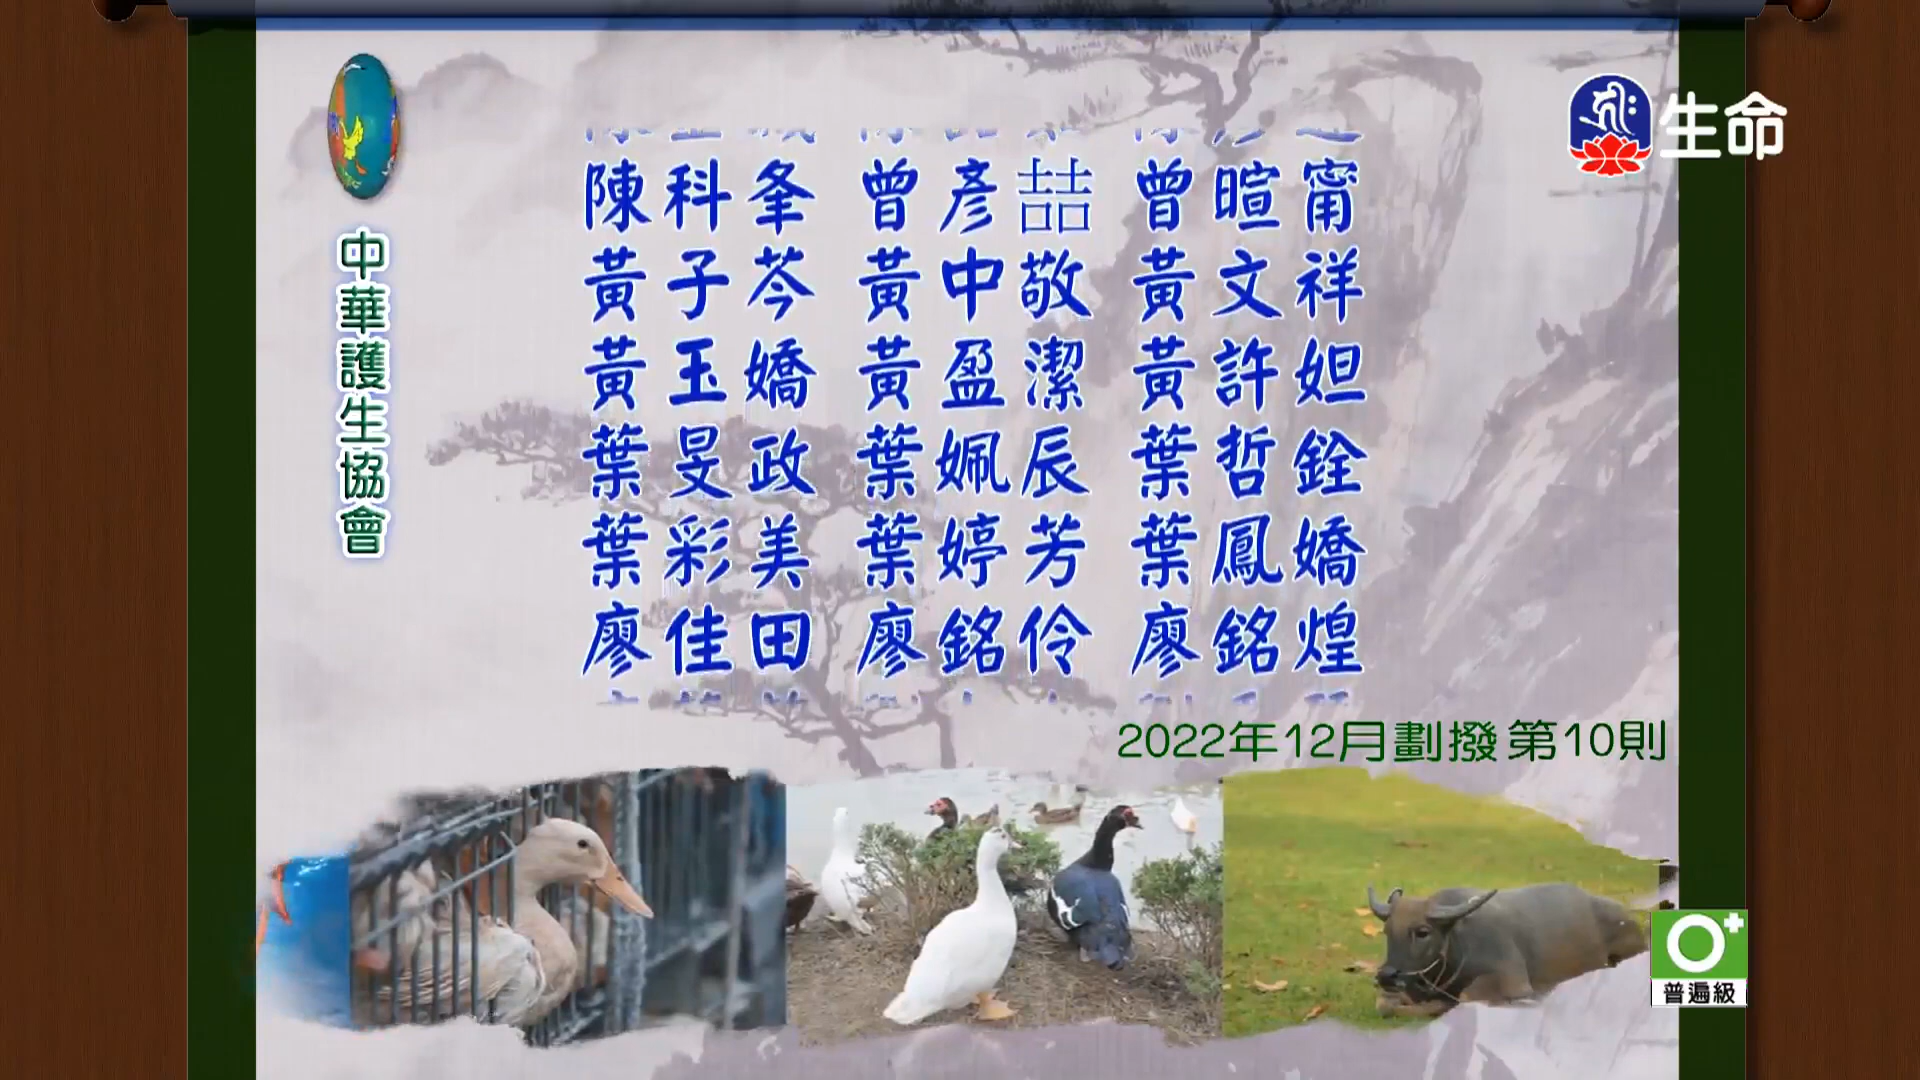 生命
中華護生協會
陳科夆 曾彦喆 曾暄甯
黃子芩 黃中敬 黃文祥
黃玉嬌 黃盈潔 黃許妲
葉旻政 葉姵辰 葉哲銓
葉彩美 葉婷芳 葉鳳嬌
廖佳田 廖銘伶 廖銘煌
2022年12月劃撥第10則
普遍級